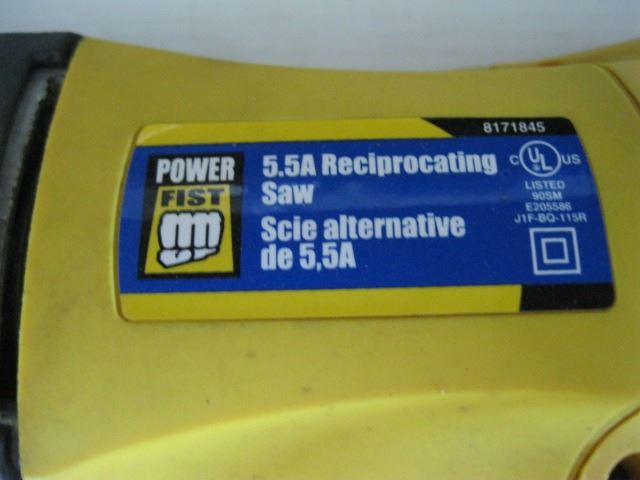 8171845
POWER
FIST
5.5A Reciprocating
Saw
Scie alternative
de 5,5A
C UL US
LISTED
90SM
E205586
J1F-BQ-115R